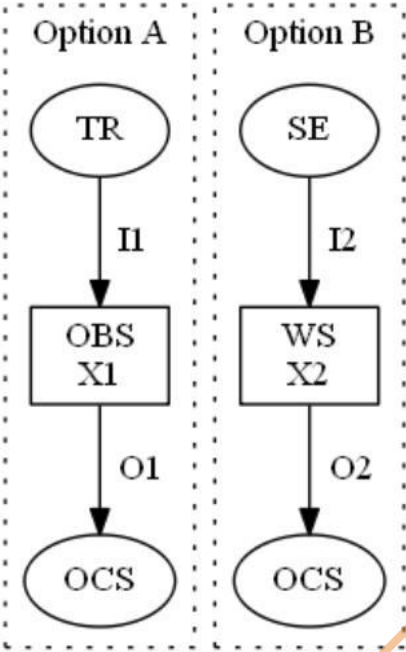 Option A
TR
I1
OBS
X1
O1
OCS
Option B
SE
I2
WS
X2
O2
OCS